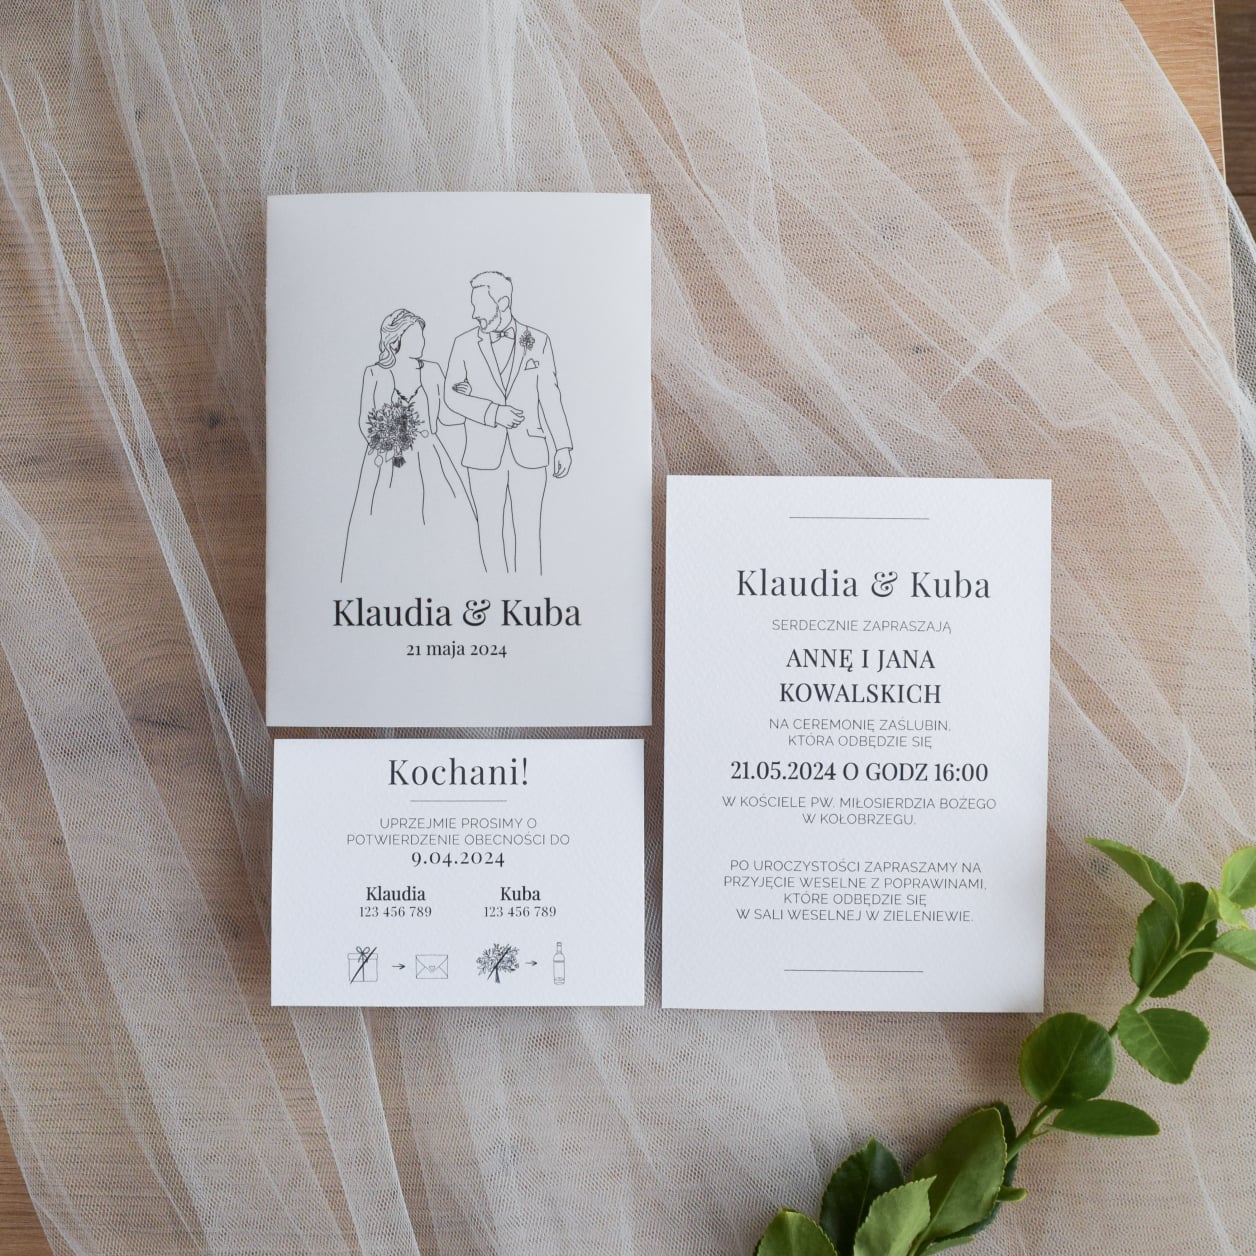 Klaudia & Kuba
21 maja 2024
Kochani!
UPRZEJMIE PROSIMY O
POTWIERDZENIE OBECNOŚCI DO
9.04.2024
Klaudia Kuba
123 456 789 123 456 789
Klaudia & Kuba
SERDECZNIE ZAPRASZAJĄ
ANNĘ I JANA
KOWALSKICH
NA CEREMONIĘ ZAŚLUBIN,
KTÓRA ODBĘDZIE SIĘ
21.05.2024 O GODZ 16:00
W KOŚCIELE PW. MIŁOSIERDZIA BOŻEGO
W KOŁOBRZEGU.
PO UROCZYSTOŚCI ZAPRASZAMY NA
PRZYJĘCIE WESELNE Z POPRAWINAMI,
KTÓRE ODBĘDZIE SIĘ
W SALI WESELNEJ W ZIELENIEWIE.